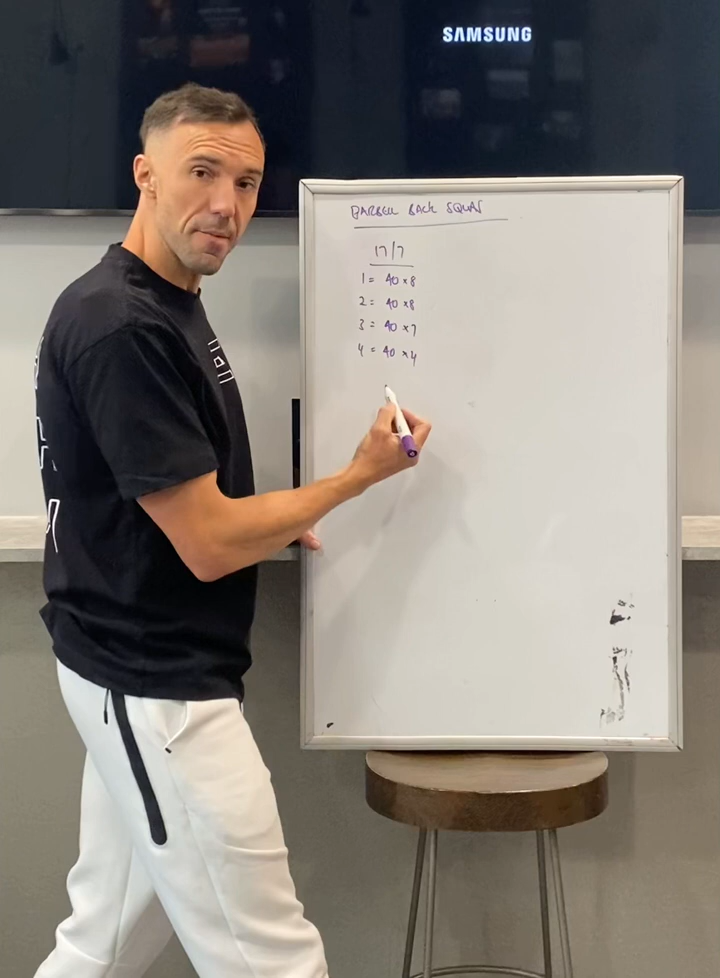 SAMSUNG
BARBELL BACK SQUAT
17/7
1 = 40 x 8
2 = 40 x 8
3 = 40 x 7
4 = 40 x 4